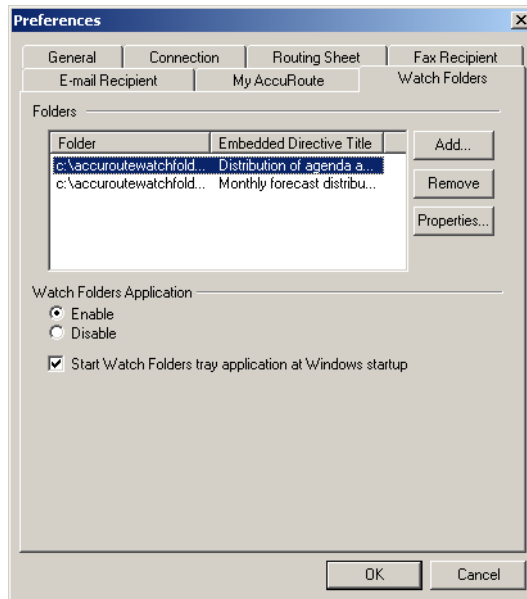 Preferences
General Connection Routing Sheet Fax Recipient
E-mail Recipient My AccuRoute Watch Folders
Folders
Folder Embedded Directive Title Add...
c:\accuroutewatchfold... Distribution of agenda a...
c:\accuroutewatchfold... Monthly forecast distribu... Remove
Properties...
Watch Folders Application
Enable
Disable
Start Watch Folders tray application at Windows startup
OK Cancel